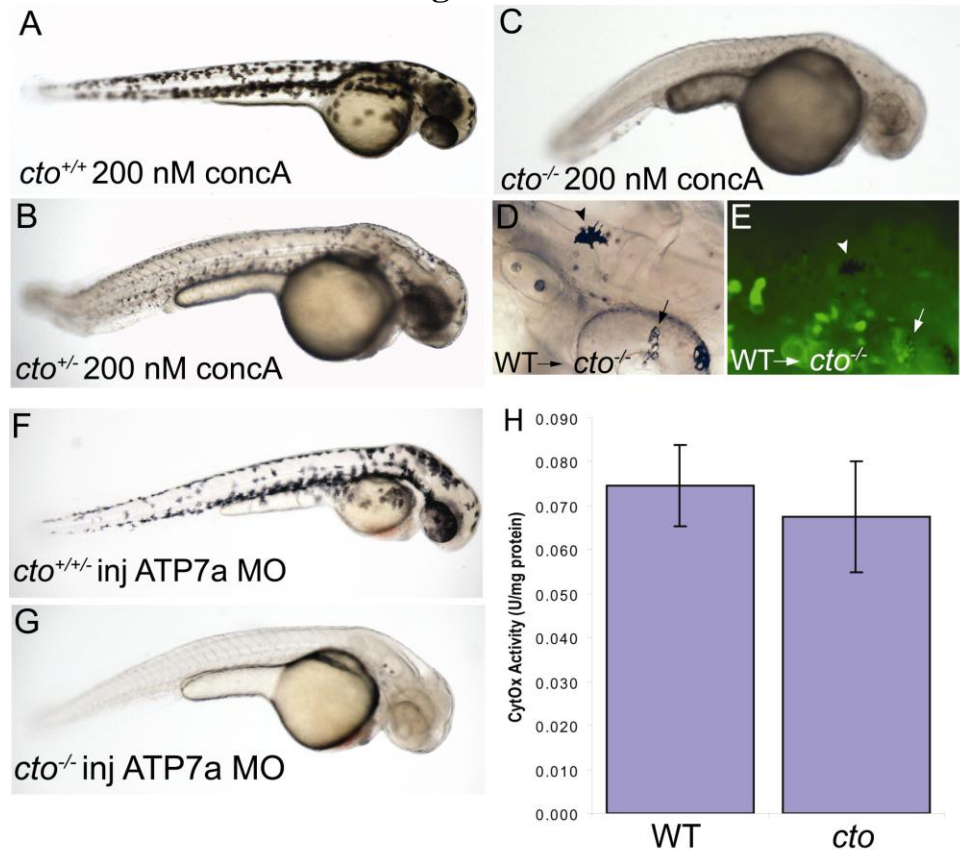 A
cto+/+ 200 nM concA
B
cto+/- 200 nM concA
C
cto-/- 200 nM concA
D
WT→ cto-/-
E
WT→ cto-/-
F
cto+/+/- inj ATP7a MO
G
cto-/- inj ATP7a MO
H
CytOx Activity (U/mg protein)
0.090
0.080
0.070
0.060
0.050
0.040
0.030
0.020
0.010
0.000
WT
cto